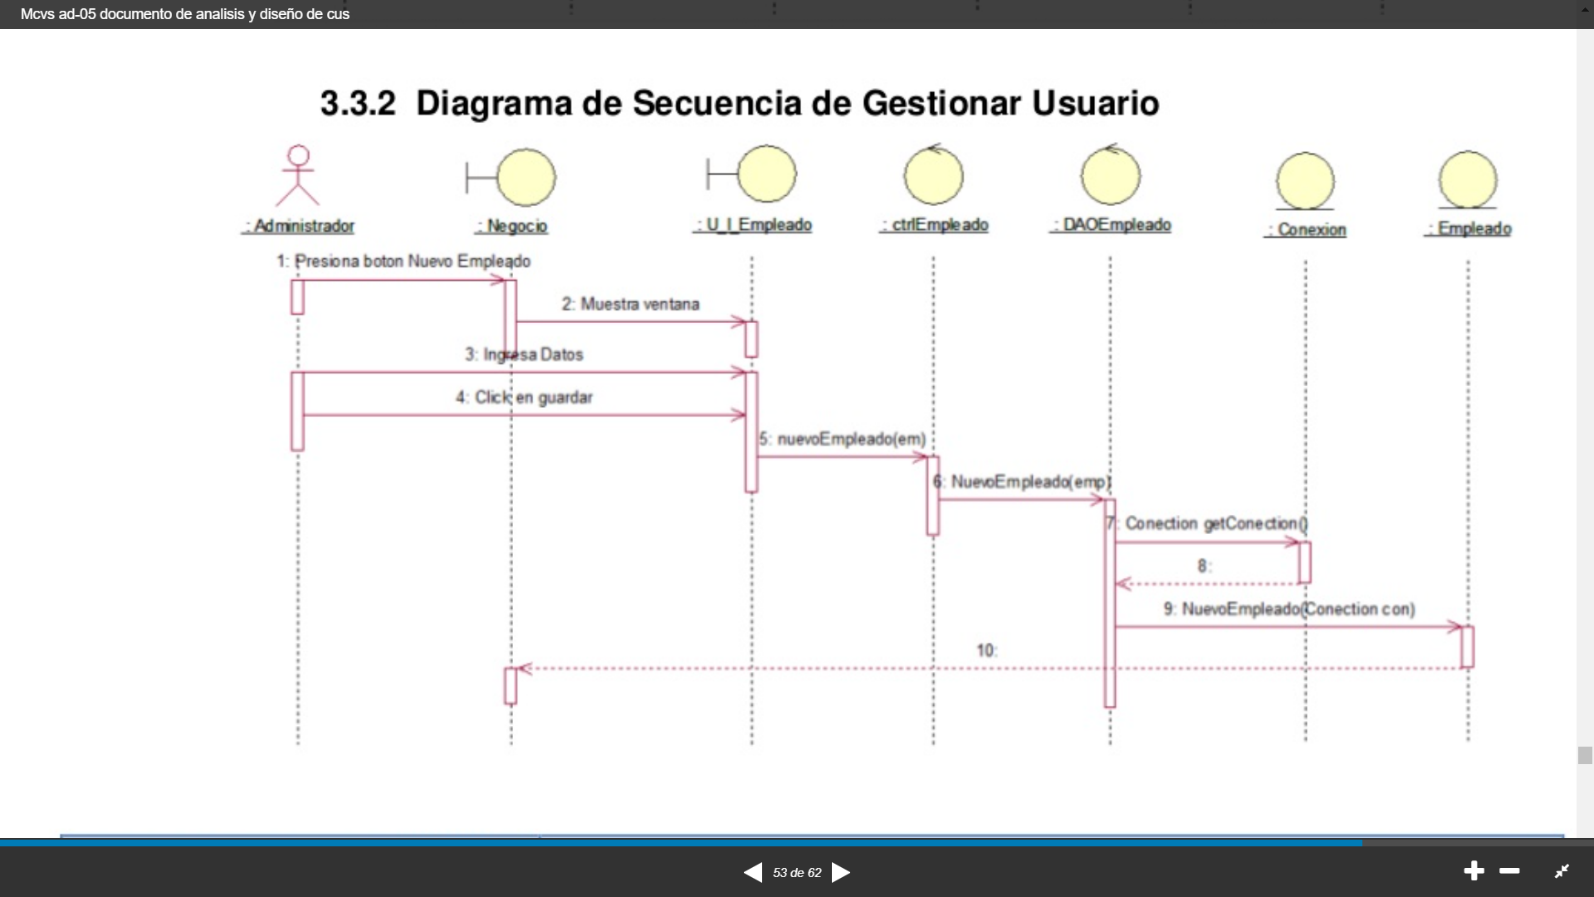 Mcvs ad-05 documento de analisis y diseño de cus
3.3.2 Diagrama de Secuencia de Gestionar Usuario
: Administrador
: Negocio
: U_I_Empleado
: ctrlEmpleado
: DAOEmpleado
: Conexion
: Empleado
1: Presiona boton Nuevo Empleado
2: Muestra ventana
3: Ingresa Datos
4: Click en guardar
5: nuevoEmpleado(em)
6: NuevoEmpleado(emp)
7: Conection getConection()
8:
9: NuevoEmpleado(Conection con)
10:
53 de 62